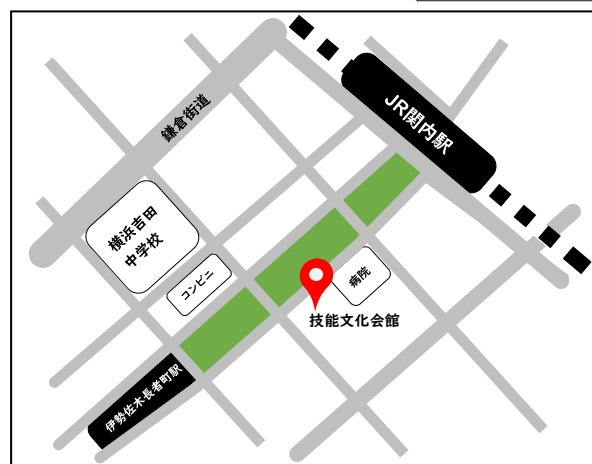 鎌倉街道
JR関内駅
横浜吉田
中学校
コンビニ
病院
技能文化会館
伊勢佐木長者町駅